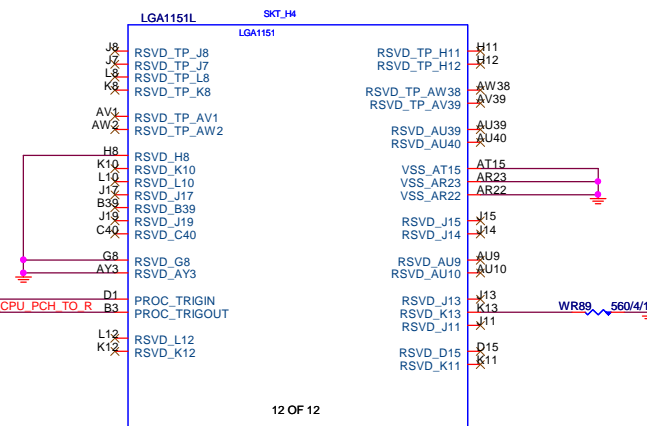 LGA1151L SKT_H4
LGA1151
J8 RSVD_TP_J8 RSVD_TP_H11 H11
J7 RSVD_TP_J7 RSVD_TP_H12 H12
L8 RSVD_TP_L8
K8 RSVD_TP_K8 RSVD_TP_AW38 AW38
RSVD_TP_AV39 AV39
AV1 RSVD_TP_AV1
AW2 RSVD_TP_AW2 RSVD_AU39 AU39
RSVD_AU40 AU40
H8 RSVD_H8
K10 RSVD_K10 VSS_AT15 AT15
L10 RSVD_L10 VSS_AR23 AR23
J17 RSVD_J17 VSS_AR22 AR22
B39 RSVD_B39
J19 RSVD_J19 RSVD_J15 J15
C40 RSVD_C40 RSVD_J14 J14
G8 RSVD_G8 RSVD_AU9 AU9
AY3 RSVD_AY3 RSVD_AU10 AU10
D1 PROC_TRIGIN RSVD_J13 J13
CPU_PCH_TO_R B3 PROC_TRIGOUT RSVD_K13 K13 WR89 560/4/1
RSVD_J11 J11
L12 RSVD_L12
K12 RSVD_K12 RSVD_D15 D15
RSVD_K11 K11
12 OF 12